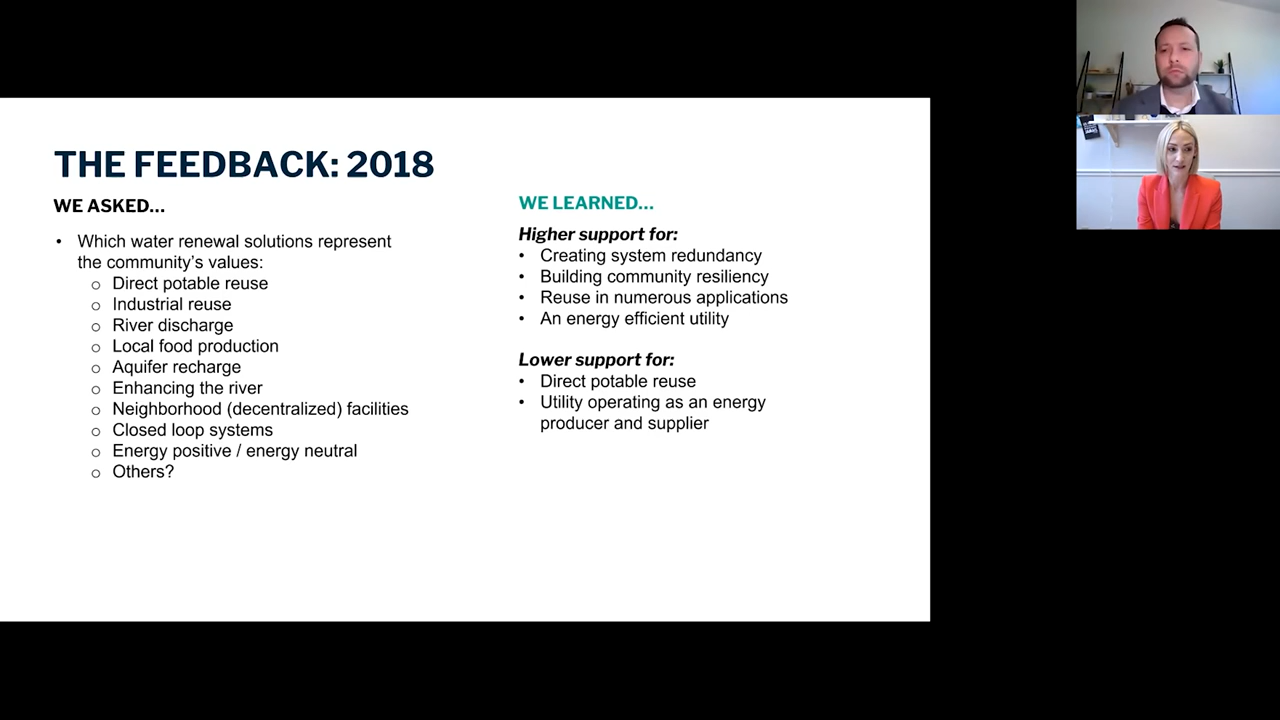 THE FEEDBACK: 2018
WE ASKED...
• Which water renewal solutions represent
the community's values:
o Direct potable reuse
o Industrial reuse
o River discharge
o Local food production
o Aquifer recharge
o Enhancing the river
o Neighborhood (decentralized) facilities
o Closed loop systems
o Energy positive / energy neutral
o Others?
WE LEARNED...
Higher support for:
• Creating system redundancy
• Building community resiliency
• Reuse in numerous applications
• An energy efficient utility
Lower support for:
• Direct potable reuse
• Utility operating as an energy
producer and supplier